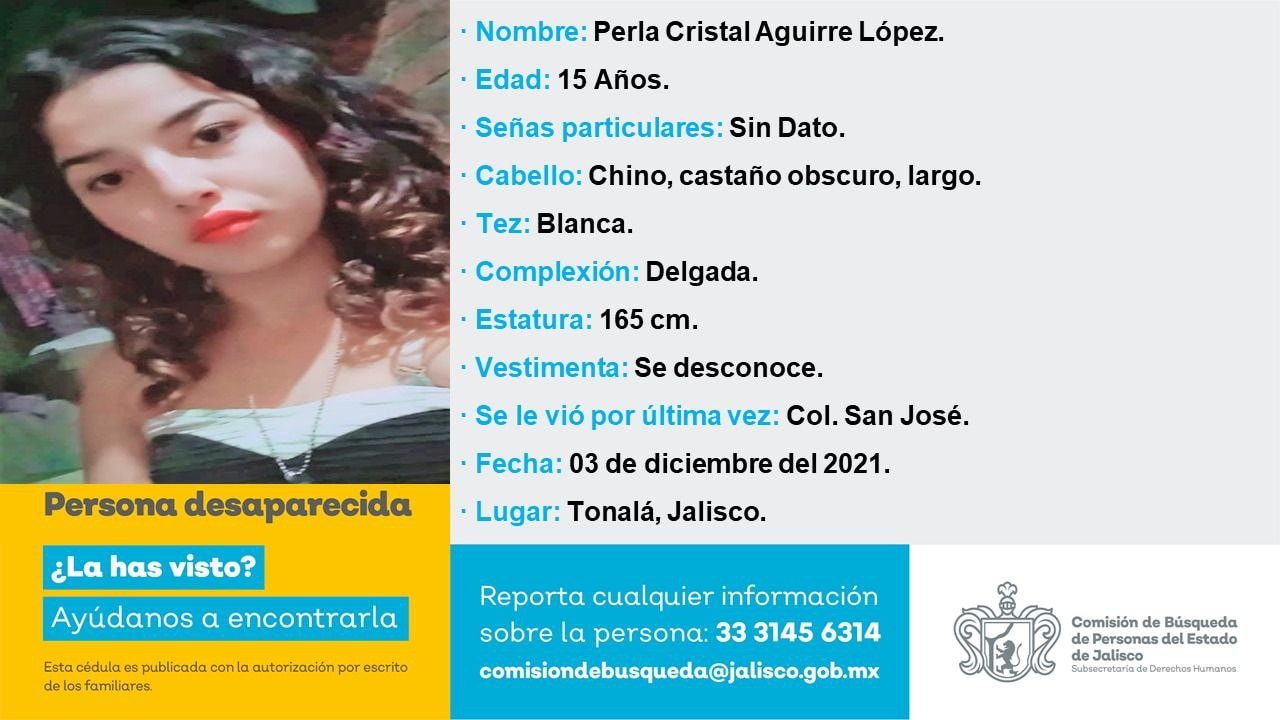 · Nombre: Perla Cristal Aguirre López.
· Edad: 15 Años.
· Señas particulares: Sin Dato.
· Cabello: Chino, castaño obscuro, largo.
· Tez: Blanca.
· Complexión: Delgada.
· Estatura: 165 cm.
· Vestimenta: Se desconoce.
· Se le vió por última vez: Col. San José.
· Fecha: 03 de diciembre del 2021.
· Lugar: Tonalá, Jalisco.
Persona desaparecida
¿La has visto?
Ayúdanos a encontrarla
Esta cédula es publicada con la autorización por escrito
de los familiares.
Reporta cualquier información
sobre la persona: 33 3145 6314
comisiondebusqueda@jalisco.gob.mx
Comisión de Búsqueda
de Personas del Estado
de Jalisco
Subsecretaría de Derechos Humanos